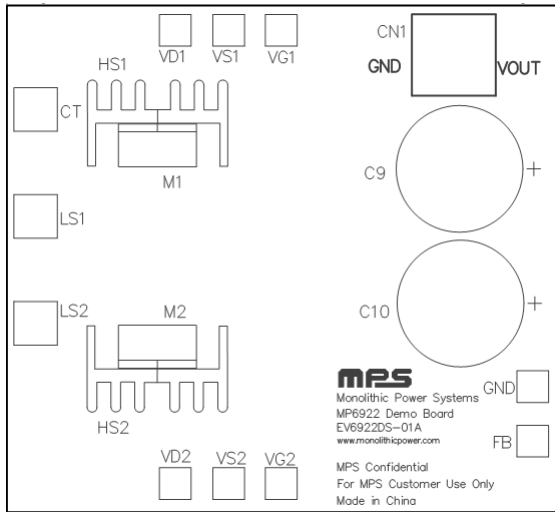 VD1 VS1 VG1
CN1
GND VOUT
HS1
CT
M1
C9
LS1
LS2
M2
C10
HS2
MPS
Monolithic Power Systems
MP6922 Demo Board
EV6922DS-01A
www.monolithicpower.com
GND
FB
VD2 VS2 VG2
MPS Confidential
For MPS Customer Use Only
Made in China
+
+